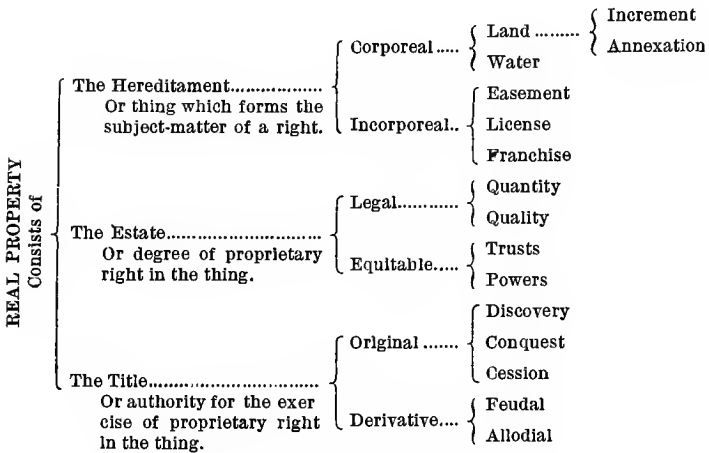 REAL PROPERTY
Consists of
The Hereditament...................
Or thing which forms the
subject-matter of a right.
Corporeal .....
Land .........
Increment
Annexation
Water
Incorporeal..
Easement
License
Franchise
The Estate..............................
Or degree of proprietary
right in the thing.
Legal............
Quantity
Quality
Equitable.....
Trusts
Powers
The Title.................................
Or authority for the exer
cise of proprietary right
in the thing.
Original .......
Discovery
Conquest
Cession
Derivative....
Feudal
Allodial